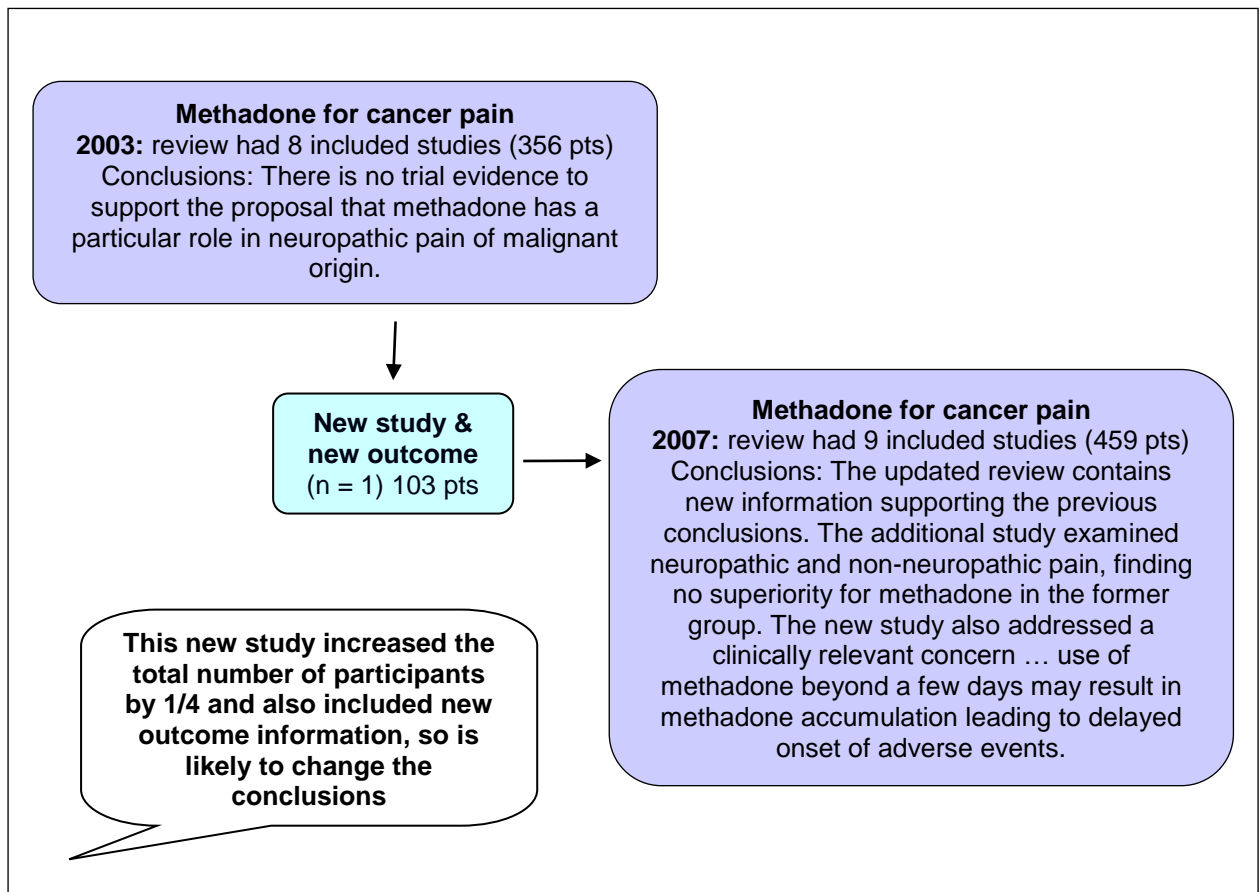 Methadone for cancer pain
2003: review had 8 included studies (356 pts)
Conclusions: There is no trial evidence to
support the proposal that methadone has a
particular role in neuropathic pain of malignant
origin.
New study &
new outcome
(n = 1) 103 pts
Methadone for cancer pain
2007: review had 9 included studies (459 pts)
Conclusions: The updated review contains
new information supporting the previous
conclusions. The additional study examined
neuropathic and non-neuropathic pain, finding
no superiority for methadone in the former
group. The new study also addressed a
clinically relevant concern … use of
methadone beyond a few days may result in
methadone accumulation leading to delayed
onset of adverse events.
This new study increased the
total number of participants
by 1/4 and also included new
outcome information, so is
likely to change the
conclusions